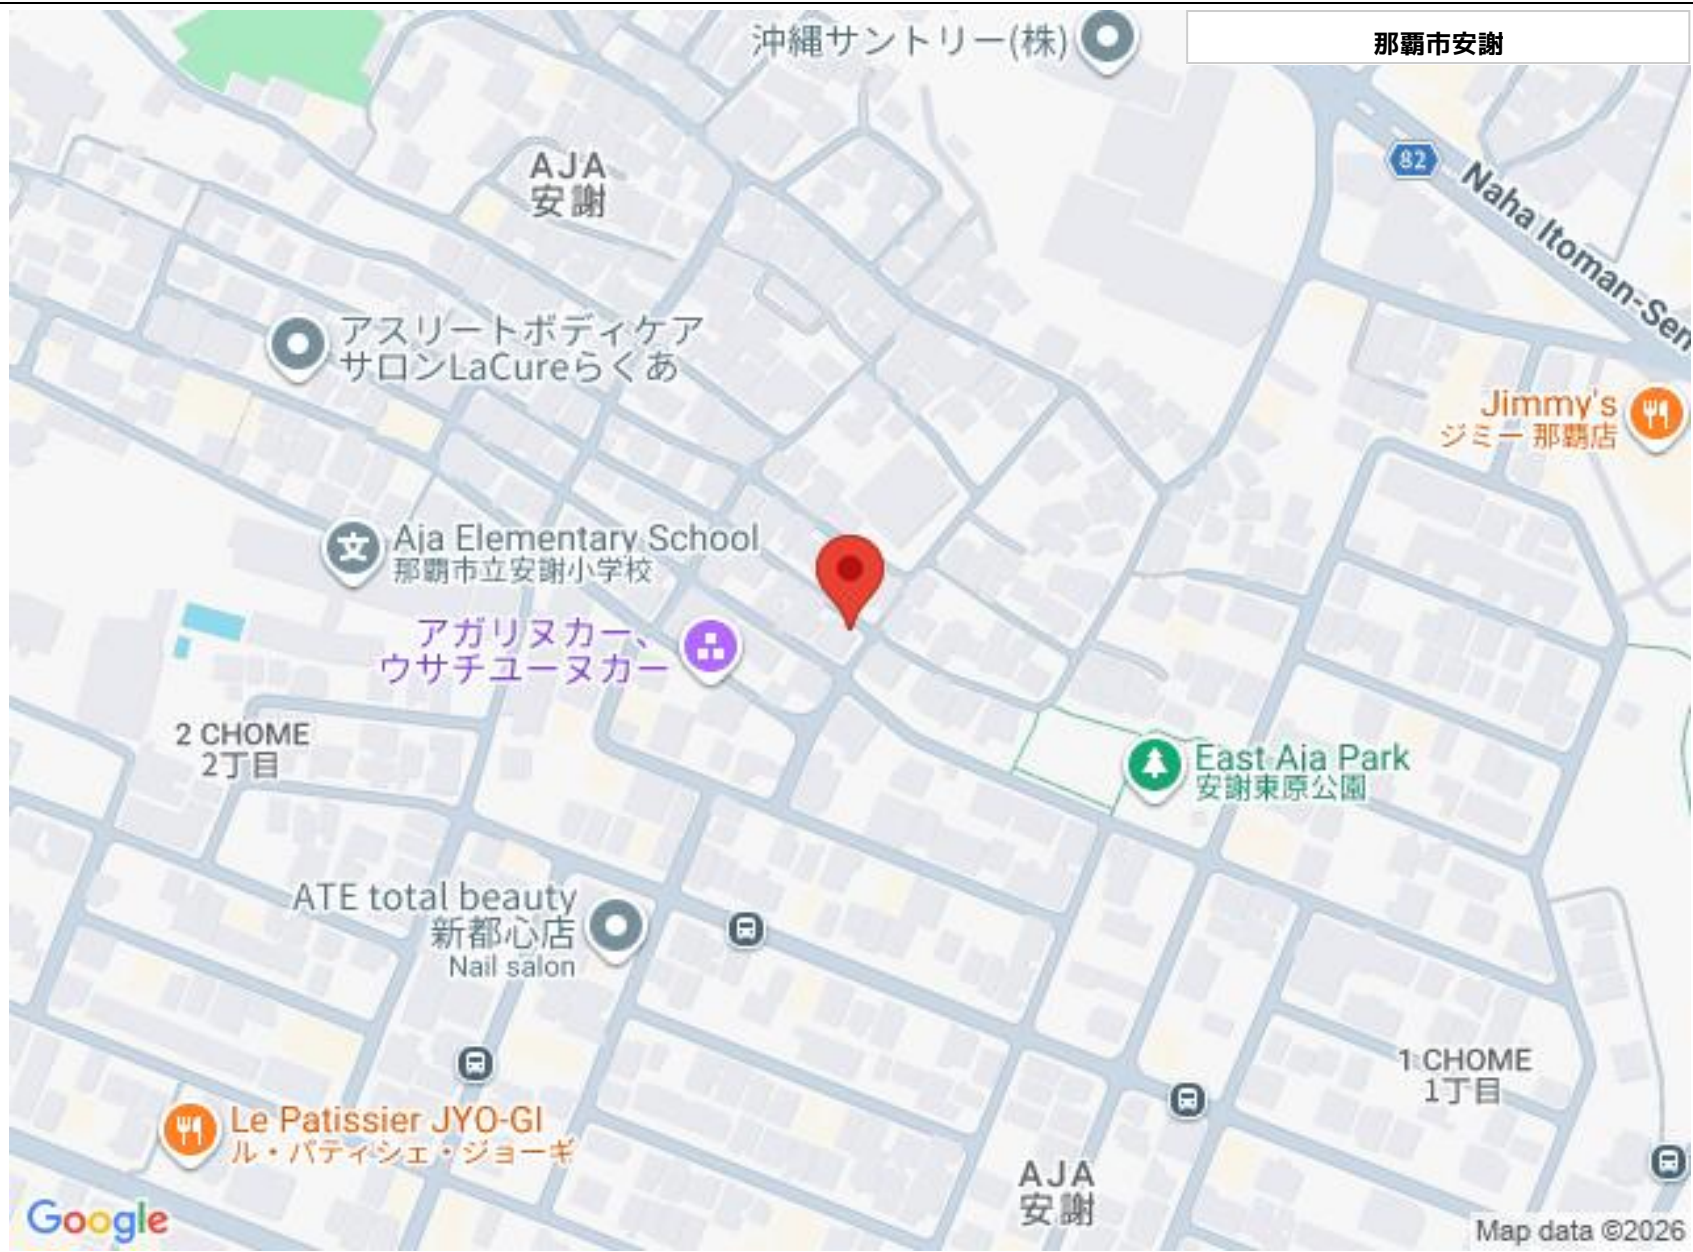 沖縄サントリー(株)
那覇市安謝
AJA
安謝
82
Naha Itoman-Sen
アスリートボディケア
サロンLaCureらくあ
Jimmy's
ジミー 那覇店
Aja Elementary School
那覇市立安謝小学校
アガリヌカー、
ウサチユーヌカー
2 CHOME
2丁目
East Aja Park
安謝東原公園
ATE total beauty
新都心店
Nail salon
1 CHOME
1丁目
Le Patissier JYO-GI
ル・パティシェ・ジョーギ
AJA
安謝
Google
Map data ©2026